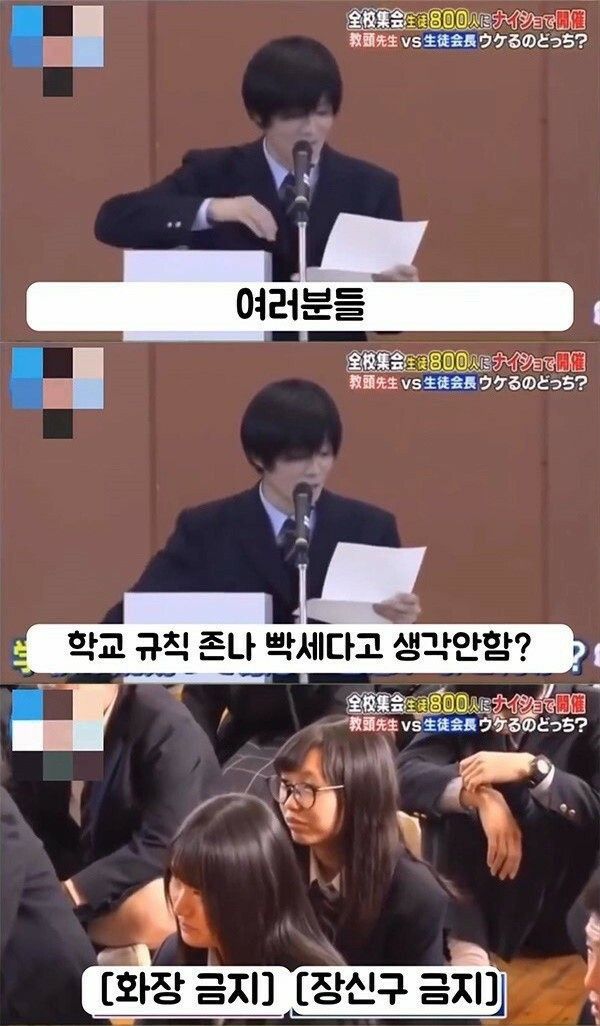 全校集会生徒800人にナイショで開催
教頭先生vs生徒会長ウケるのどっち?
여러분들
全校集会生徒800人にナイショで開催
教頭先生vs生徒会長ウケるのどっち?
학교 규칙 존나 빡세다고 생각안함?
全校集会生徒800人にナイショで開催
教頭先生vs生徒会長ウケるのどっち?
[화장 금지] [장신구 금지]